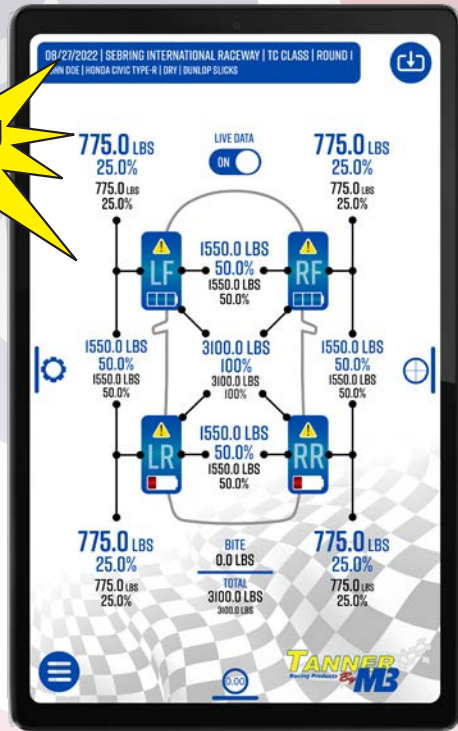 08/27/2022 | SEBRING INTERNATIONAL RACEWAY | TC CLASS | ROUND 1
JOHN DOE | HONDA CIVIC TYPE-R | DRY | DUNLOP SLICKS
775.0 LBS
25.0%
775.0 LBS
25.0%
LIVE DATA
ON
775.0 LBS
25.0%
775.0 LBS
25.0%
LF
1550.0 LBS
50.0%
1550.0 LBS
50.0%
RF
1550.0 LBS
50.0%
1550.0 LBS
50.0%
3100.0 LBS
100%
3100.0 LBS
100%
1550.0 LBS
50.0%
1550.0 LBS
50.0%
LR
1550.0 LBS
50.0%
1550.0 LBS
50.0%
RR
775.0 LBS
25.0%
775.0 LBS
25.0%
BITE
0.0 LBS
TOTAL
3100.0 LBS
3100.0 LBS
775.0 LBS
25.0%
775.0 LBS
25.0%
0.00
TANNER
Racing Products By M3